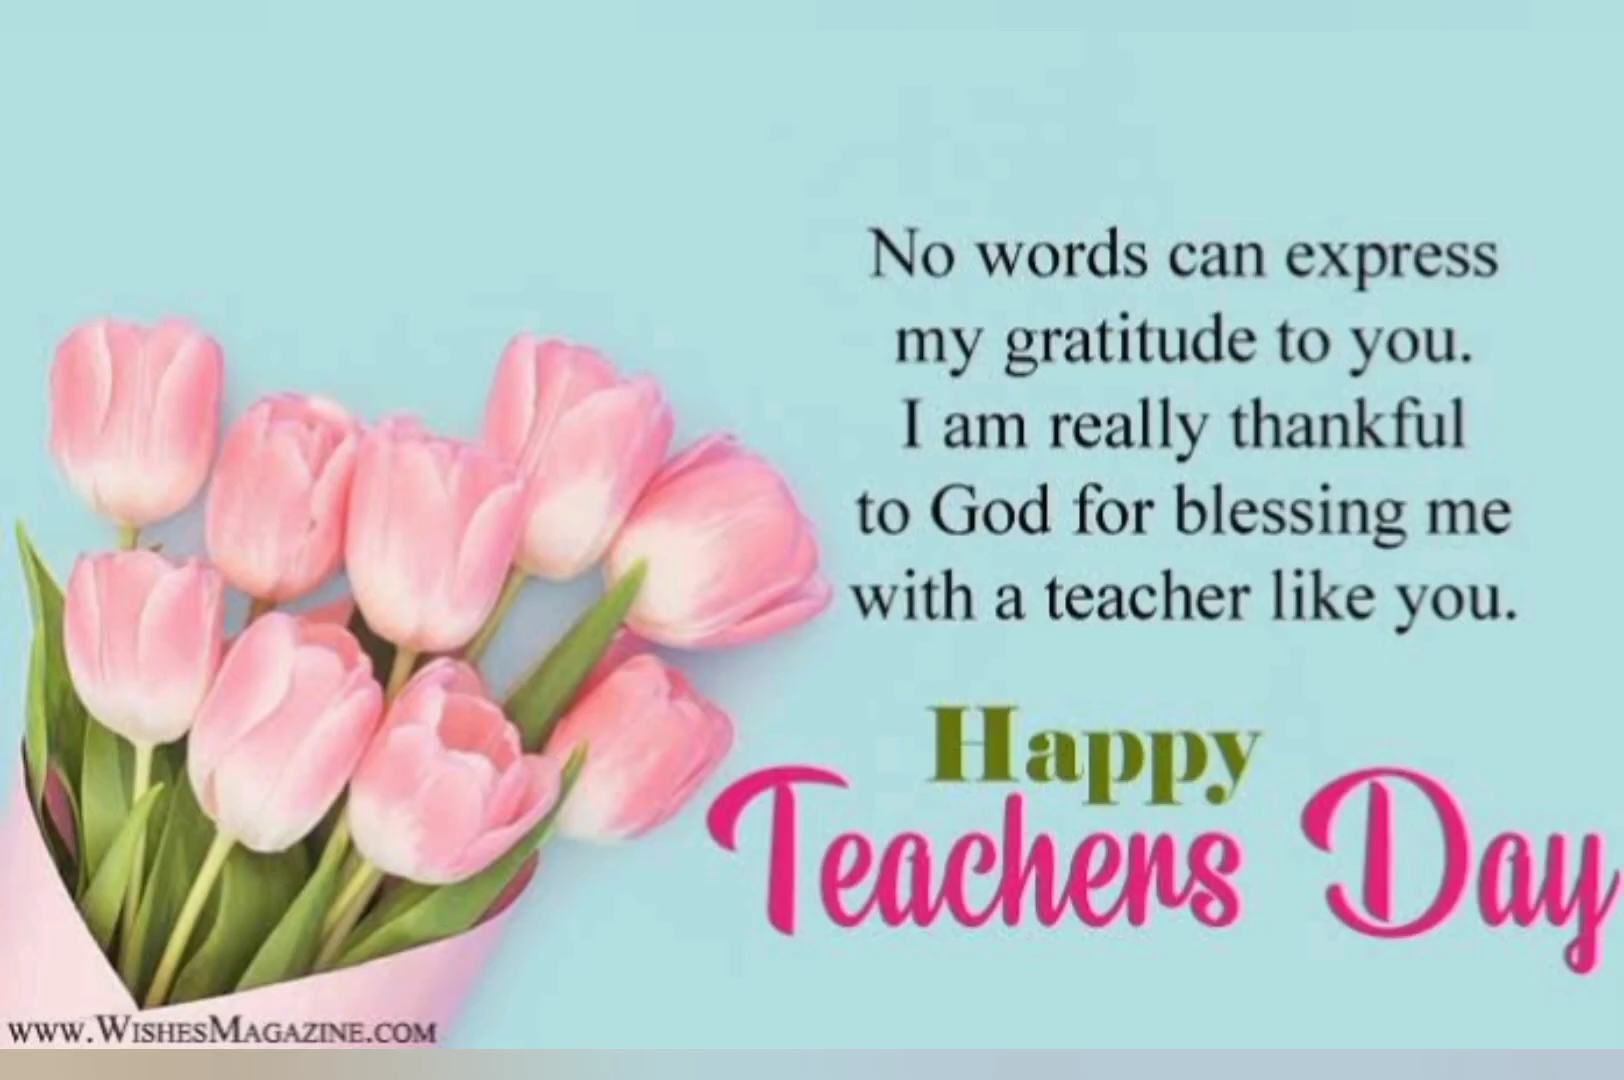 No words can express
my gratitude to you.
I am really thankful
to God for blessing me
with a teacher like you.
Happy
Teachers Day
www.WishesMagazine.com